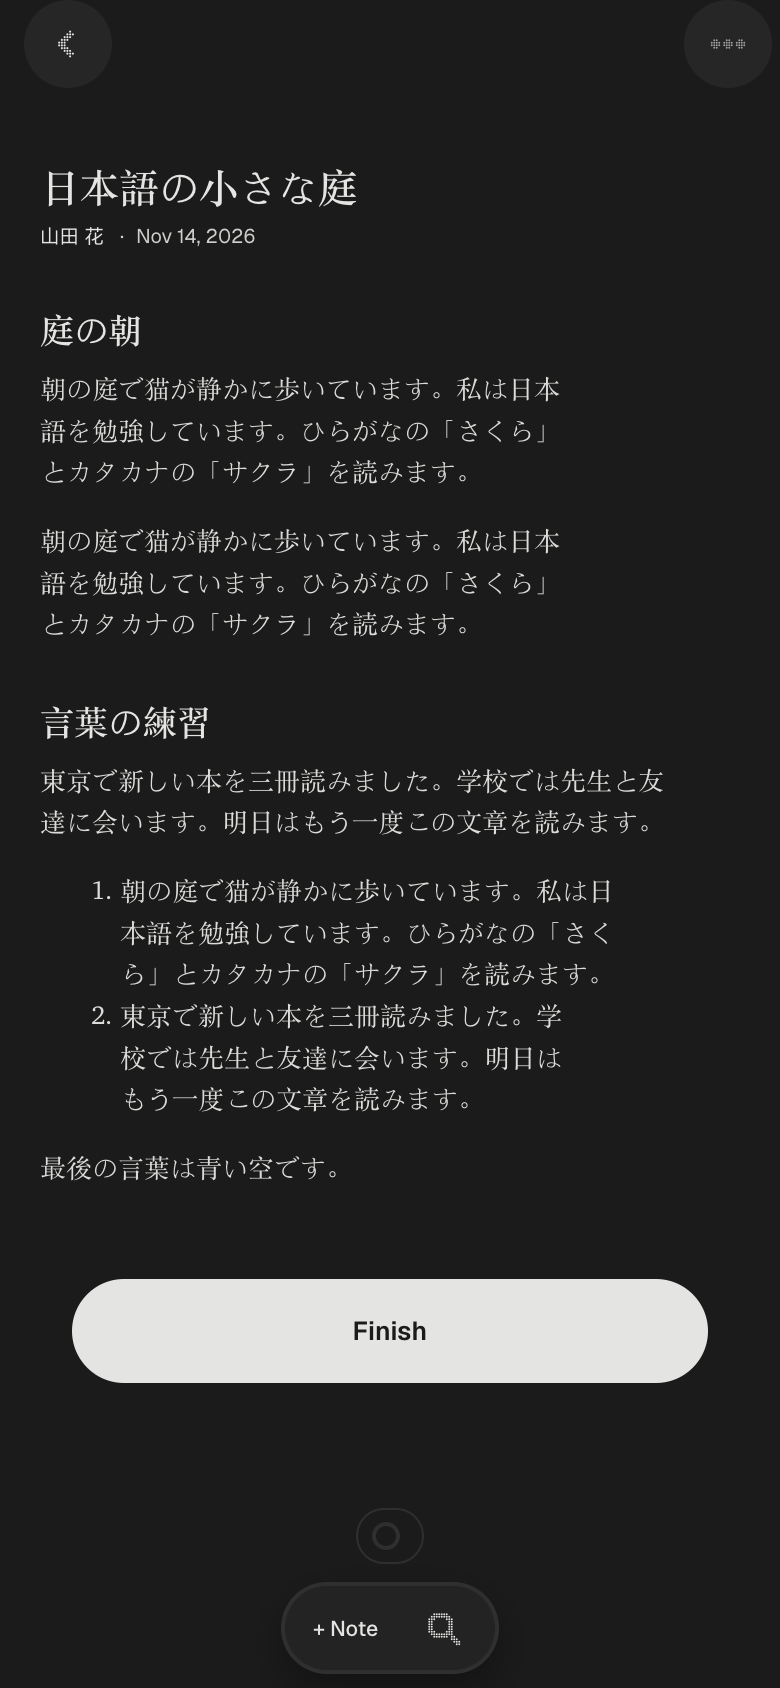 日本語の小さな庭
山田 花 · Nov 14, 2026
庭の朝
朝の庭で猫が静かに歩いています。私は日本
語を勉強しています。ひらがなの「さくら」
とカタカナの「サクラ」を読みます。
朝の庭で猫が静かに歩いています。私は日本
語を勉強しています。ひらがなの「さくら」
とカタカナの「サクラ」を読みます。
言葉の練習
東京で新しい本を三冊読みました。学校では先生と友
達に会います。明日はもう一度この文章を読みます。
1. 朝の庭で猫が静かに歩いています。私は日
本語を勉強しています。ひらがなの「さく
ら」とカタカナの「サクラ」を読みます。
2. 東京で新しい本を三冊読みました。学
校では先生と友達に会います。明日は
もう一度この文章を読みます。
最後の言葉は青い空です。
Finish
+ Note